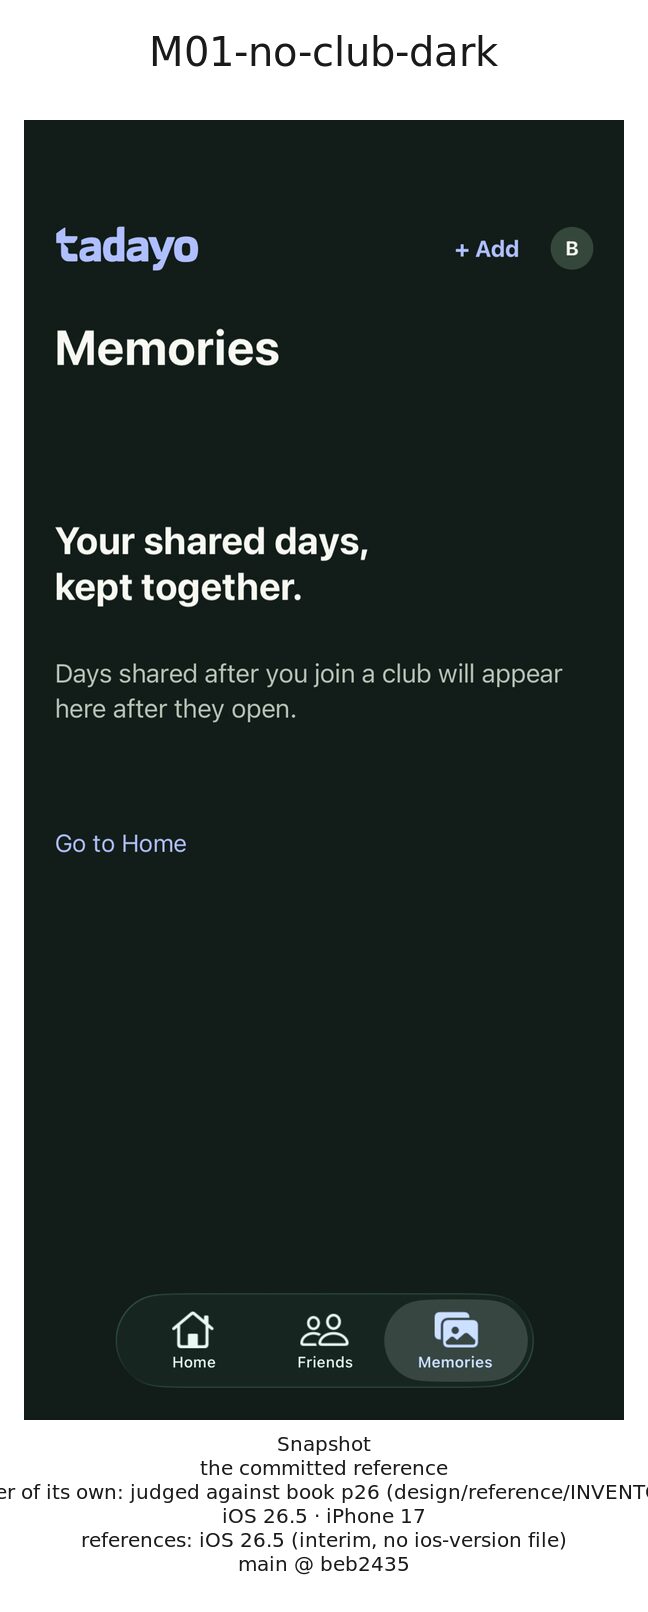 M01-no-club-dark
tadayo
+ Add
B
Memories
Your shared days,
kept together.
Days shared after you join a club will appear
here after they open.
Go to Home
Home
Friends
Memories
Snapshot
the committed reference
of its own: judged against book p26 (design/reference/
iOS 26.5 · iPhone 17
references: iOS 26.5 (interim, no ios-version file)
main @ beb2435